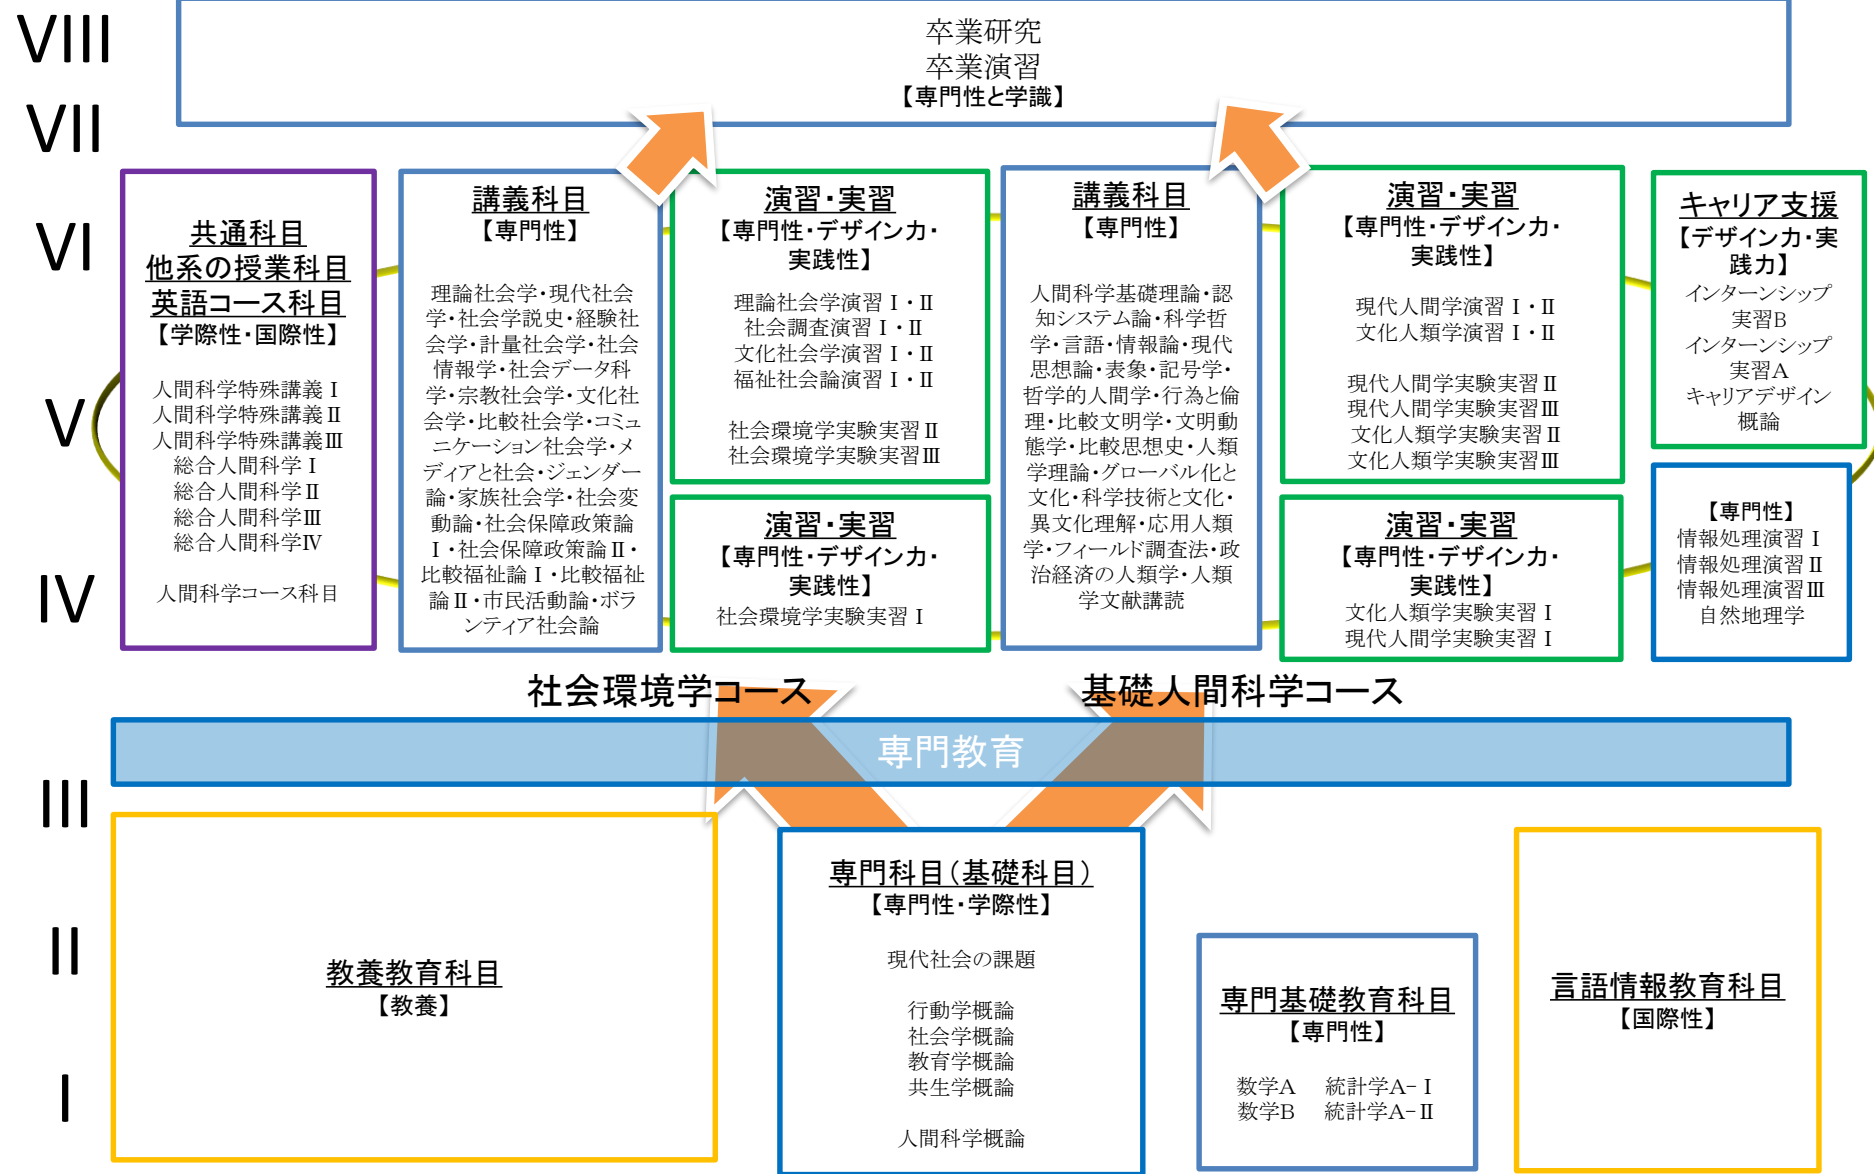 VIII
卒業研究
卒業演習
【専門性と学識】
VII
VI
V
IV
共通科目
他系の授業科目
英語コース科目
【学際性・国際性】
人間科学特殊講義Ⅰ
人間科学特殊講義Ⅱ
人間科学特殊講義Ⅲ
総合人間科学Ⅰ
総合人間科学Ⅱ
総合人間科学Ⅲ
総合人間科学Ⅳ
人間科学コース科目
講義科目
【専門性】
理論社会学・現代社会
学・社会学説史・経験社
会学・計量社会学・社会
情報学・社会データ科
学・宗教社会学・文化社
会学・比較社会学・コミュ
ニケーション社会学・メ
ディアと社会・ジェンダー
論・家族社会学・社会変
動論・社会保障政策論
Ⅰ・社会保障政策論Ⅱ・
比較福祉論Ⅰ・比較福祉
論Ⅱ・市民活動論・ボラ
ンティア社会論
演習・実習
【専門性・デザイン力・
実践性】
理論社会学演習Ⅰ・Ⅱ
社会調査演習Ⅰ・Ⅱ
文化社会学演習Ⅰ・Ⅱ
福祉社会論演習Ⅰ・Ⅱ
社会環境学実験実習Ⅱ
社会環境学実験実習Ⅲ
演習・実習
【専門性・デザイン力・
実践性】
社会環境学実験実習Ⅰ
講義科目
【専門性】
人間科学基礎理論・認
知システム論・科学哲
学・言語・情報論・現代
思想論・表象・記号学・
哲学的人間学・行為と倫
理・比較文明学・文明動
態学・比較思想史・人類
学理論・グローバル化と
文化・科学技術と文化・
異文化理解・応用人類
学・フィールド調査法・政
治経済の人類学・人類
学文献講読
演習・実習
【専門性・デザイン力・
実践性】
現代人間学演習Ⅰ・Ⅱ
文化人類学演習Ⅰ・Ⅱ
現代人間学実験実習Ⅱ
現代人間学実験実習Ⅲ
文化人類学実験実習Ⅱ
文化人類学実験実習Ⅲ
演習・実習
【専門性・デザイン力・
実践性】
文化人類学実験実習Ⅰ
現代人間学実験実習Ⅰ
キャリア支援
【デザイン力・実
践力】
インターンシップ
実習B
インターンシップ
実習A
キャリアデザイン
概論
【専門性】
情報処理演習Ⅰ
情報処理演習Ⅱ
情報処理演習Ⅲ
自然地理学
社会環境学コース
基礎人間科学コース
専門教育
III
II
I
教養教育科目
【教養】
専門科目(基礎科目)
【専門性・学際性】
現代社会の課題
行動学概論
社会学概論
教育学概論
共生学概論
人間科学概論
専門基礎教育科目
【専門性】
数学A 統計学A-Ⅰ
数学B 統計学A-Ⅱ
言語情報教育科目
【国際性】